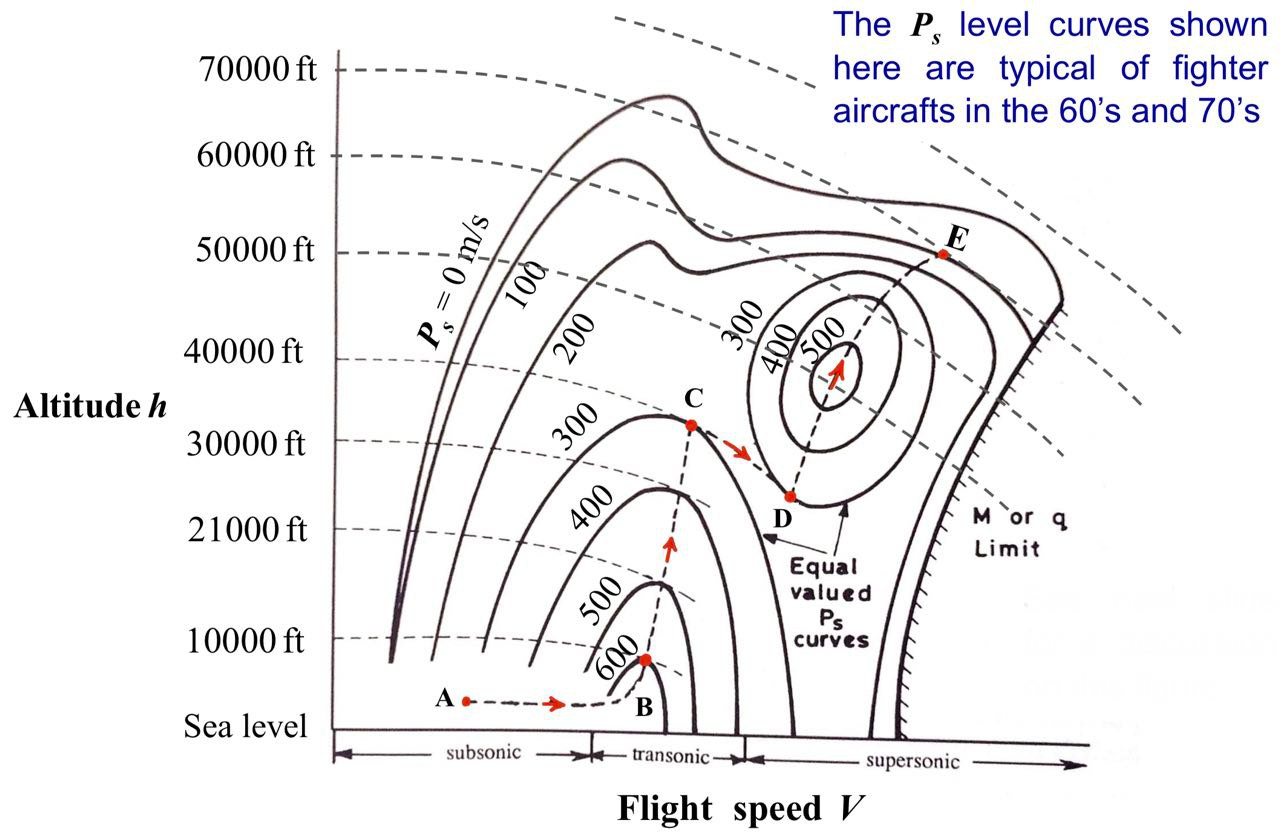 The Ps level curves shown
here are typical of fighter
aircrafts in the 60’s and 70’s
70000 ft
60000 ft
50000 ft
40000 ft
30000 ft
21000 ft
10000 ft
Sea level
Altitude h
Ps = 0 m/s
100
200
300
400
500
600
300
400
500
A
B
C
D
E
M or q
Limit
Equal
valued
Ps
curves
subsonic
transonic
supersonic
Flight speed V